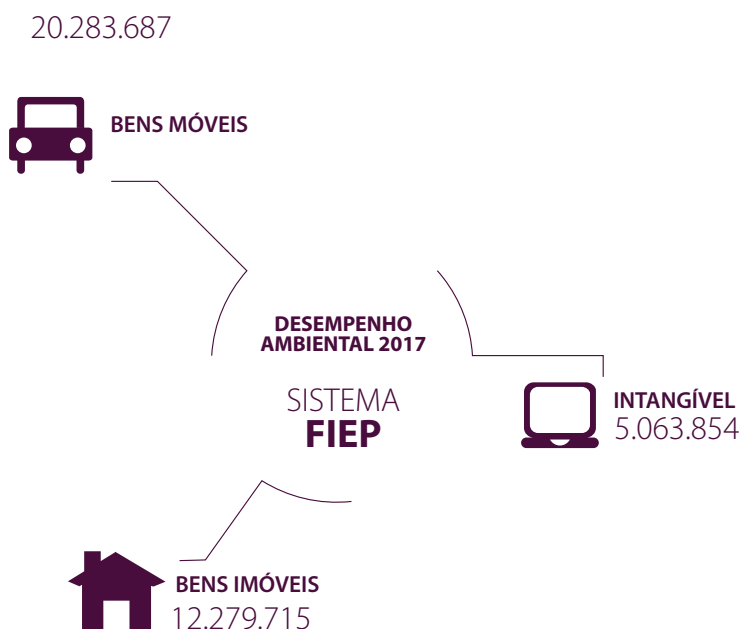 20.283.687
BENS MÓVEIS
DESEMPENHO
AMBIENTAL 2017
SISTEMA
FIEP
INTANGÍVEL
5.063.854
BENS IMÓVEIS
12.279.715